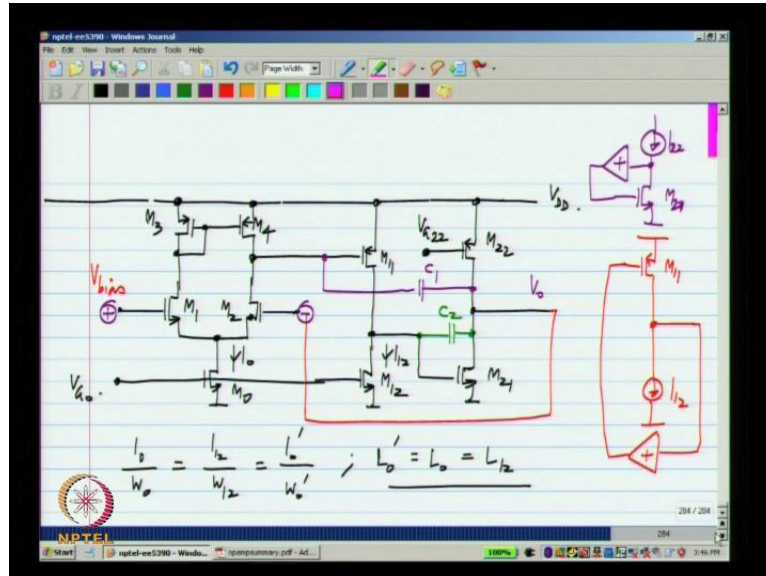 nptel-ee5390 - Windows Journal
File Edit View Insert Actions Tools Help
Page Width
B I
I22
M21
VDD.
M3
M4
M11
VG22
M22
C1
V0
Vbias
+
M1
M2
-
C2
M11
I12
+
↓I0
↓I12
VG0.
M0
M12
M21
I0/W0 = I12/W12 = I0'/W0' ; L0' = L0 = L12
NPTEL
284 / 284
284
Start
nptel-ee5390 - Windo...
opampsummary.pdf - Ad...
100%
3:46 PM